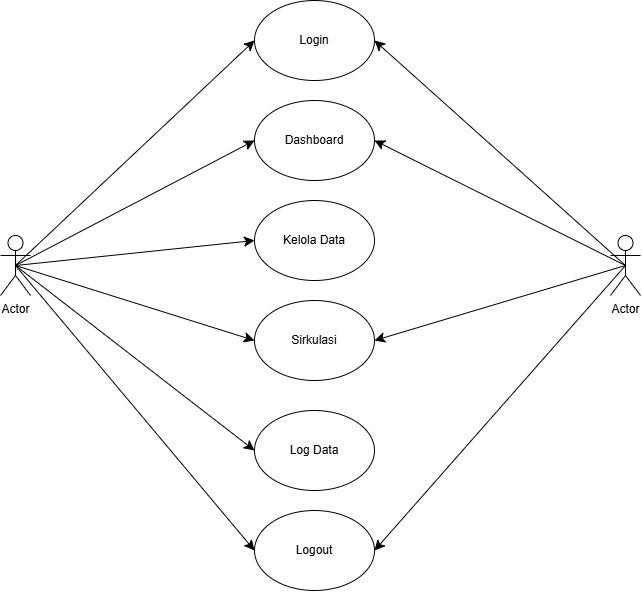 Login
Dashboard
Kelola Data
Actor
Actor
Sirkulasi
Log Data
Logout